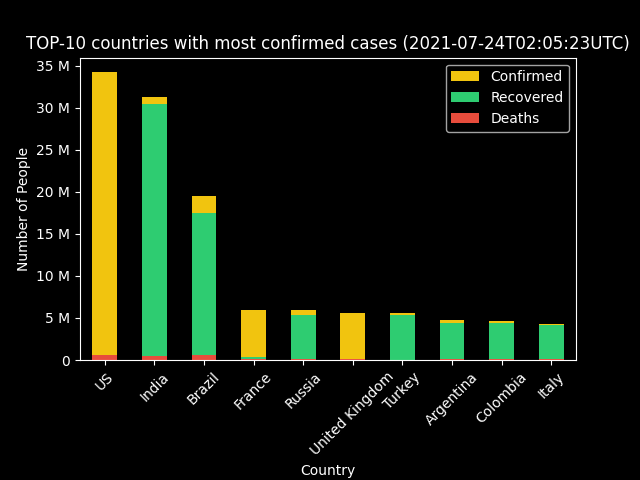 TOP-10 countries with most confirmed cases (2021-07-24T02:05:23UTC)
35 M
30 M
25 M
20 M
15 M
10 M
5 M
0
Number of People
Confirmed
Recovered
Deaths
US
India
Brazil
France
Russia
United Kingdom
Turkey
Argentina
Colombia
Italy
Country